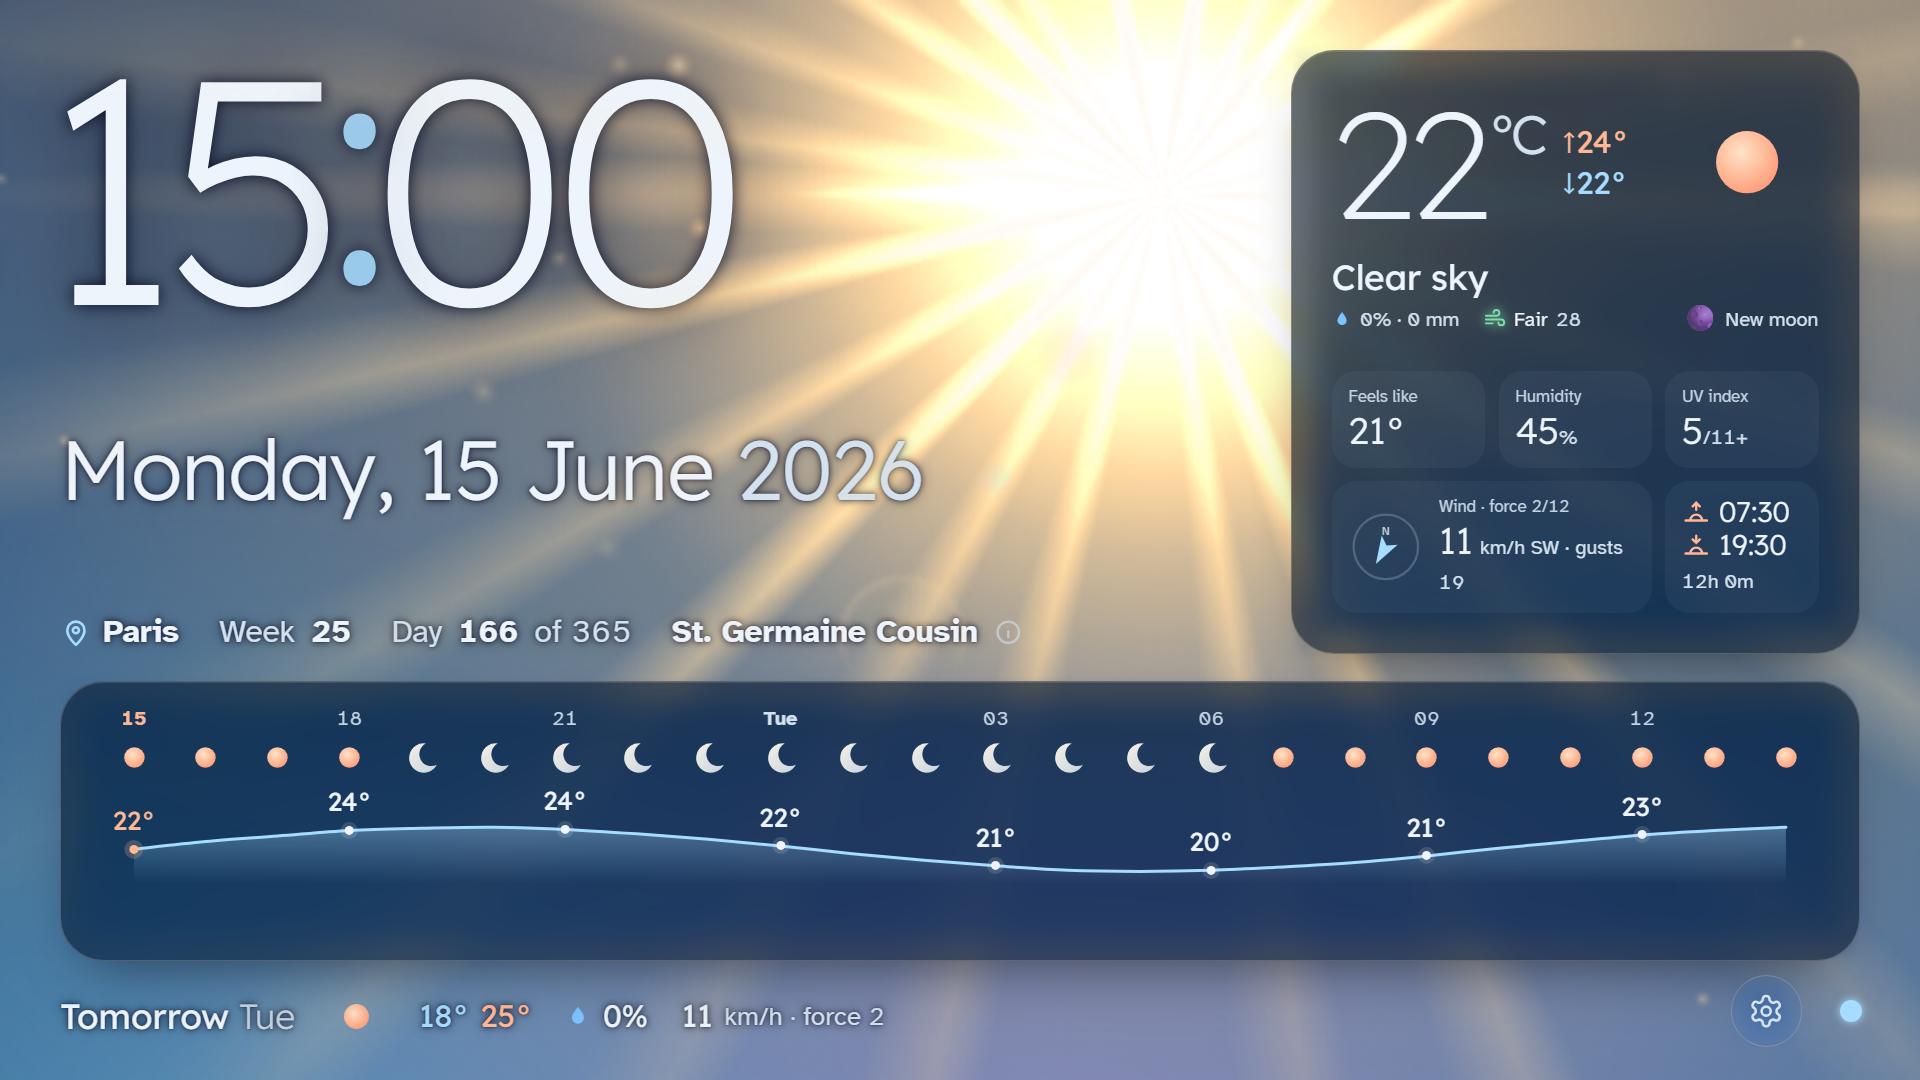 15:00
Monday, 15 June 2026
Paris Week 25 Day 166 of 365 St. Germaine Cousin
22°C ↑24° ↓22°
Clear sky
0% · 0 mm Fair 28 New moon
Feels like
21°
Humidity
45%
UV index
5/11+
Wind · force 2/12
N
11 km/h SW · gusts
19
07:30
19:30
12h 0m
15 18 21 Tue 03 06 09 12
22° 24° 24° 22° 21° 20° 21° 23°
Tomorrow Tue 18° 25° 0% 11 km/h · force 2